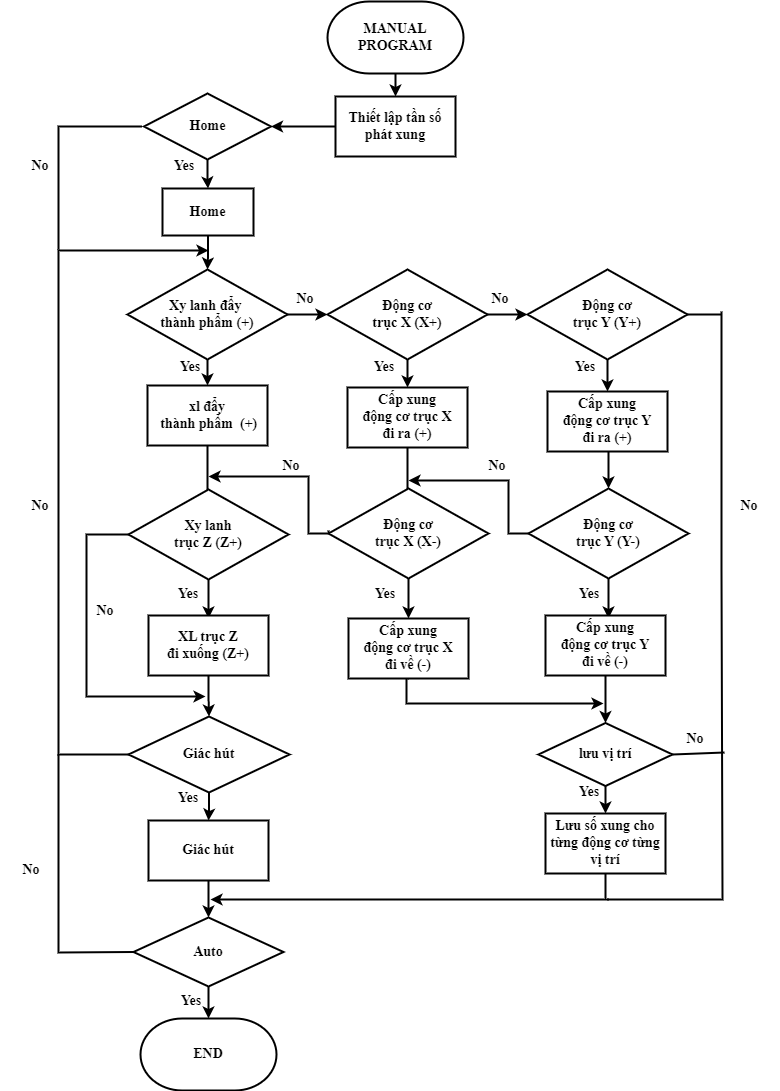 MANUAL
PROGRAM
Thiết lập tần số
phát xung
Home
No
Yes
Home
Xy lanh đẩy
thành phẩm (+)
No
Động cơ
trục X (X+)
No
Động cơ
trục Y (Y+)
Yes
Yes
Yes
xl đẩy
thành phẩm (+)
Cấp xung
động cơ trục X
đi ra (+)
Cấp xung
động cơ trục Y
đi ra (+)
No
No
No
No
Xy lanh
trục Z (Z+)
Động cơ
trục X (X-)
Động cơ
trục Y (Y-)
Yes
Yes
Yes
No
XL trục Z
đi xuống (Z+)
Cấp xung
động cơ trục X
đi về (-)
Cấp xung
động cơ trục Y
đi về (-)
Giác hút
lưu vị trí
No
Yes
Yes
Giác hút
Lưu số xung cho
từng động cơ từng
vị trí
No
Auto
Yes
END